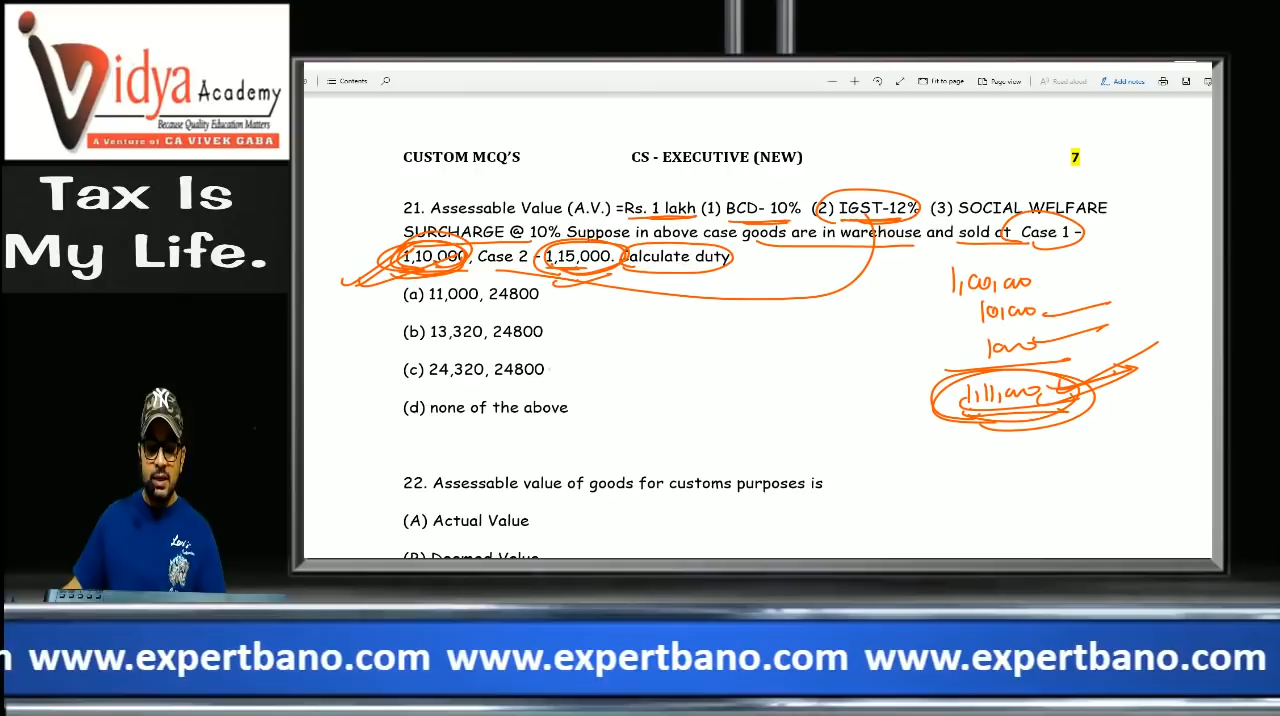 Vidya Academy
Because Quality Education Matters
A Venture of CA VIVEK GABA
Tax Is
My Life.
Contents
Fit to page
Page view
Read aloud
Add notes
CUSTOM MCQ'S CS - EXECUTIVE (NEW) 7
21. Assessable Value (A.V.) =Rs. 1 lakh (1) BCD- 10% (2) IGST-12% (3) SOCIAL WELFARE
SURCHARGE @ 10% Suppose in above case goods are in warehouse and sold at Case 1 –
1,10,000, Case 2 – 1,15,000. Calculate duty
(a) 11,000, 24800
(b) 13,320, 24800
(c) 24,320, 24800
(d) none of the above
1,00,000
10,000
1000
1,11,000
22. Assessable value of goods for customs purposes is
(A) Actual Value
(B) Deemed Value
www.expertbano.com www.expertbano.com www.expertbano.com